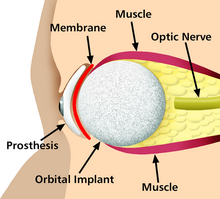 Muscle
Membrane
Optic Nerve
Prosthesis
Orbital Implant
Muscle